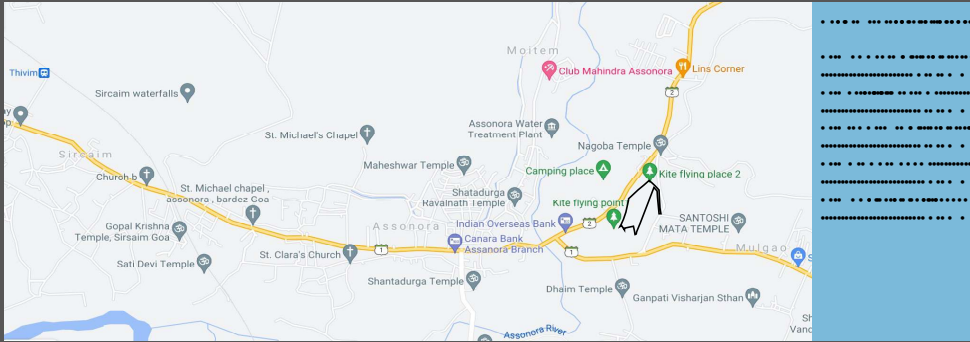 Moitem
Thivim
Club Mahindra Assonora
Lins Corner
2
Sircaim waterfalls
Assonora Water
Treatment Plant
St. Michael's Chapel
Nagoba Temple
Sircaim
Maheshwar Temple
Camping place
Kite flying place 2
Church b
St. Michael chapel,
assonora, bardez Goa
Shatadurga
Ravalnath Temple
Kite flying point
Gopal Krishna
Temple, Sirsaim Goa
Assonora
Indian Overseas Bank
2
SANTOSHI
MATA TEMPLE
Canara Bank
Assanora Branch
Mulgao
1
1
St. Clara's Church
Sati Devi Temple
Shantadurga Temple
Dhaim Temple
Ganpati Visharjan Sthan
Assonora River